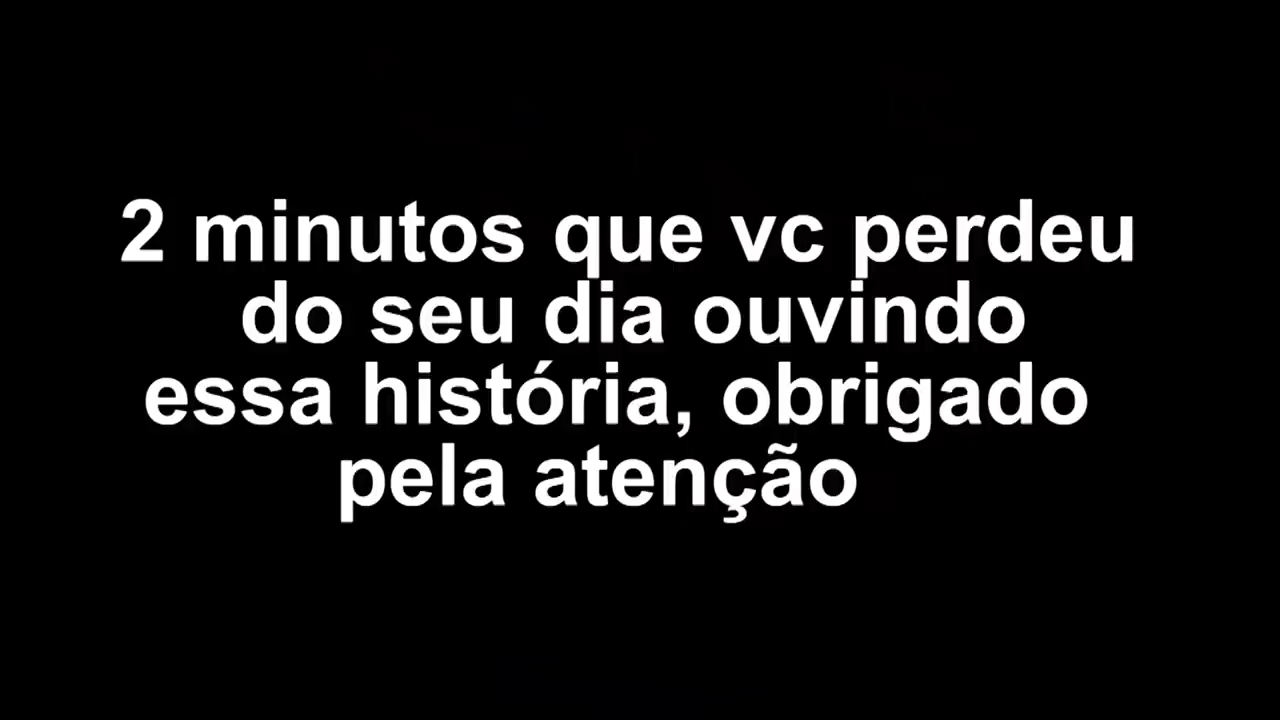 2 minutos que vc perdeu
do seu dia ouvindo
essa história, obrigado
pela atenção